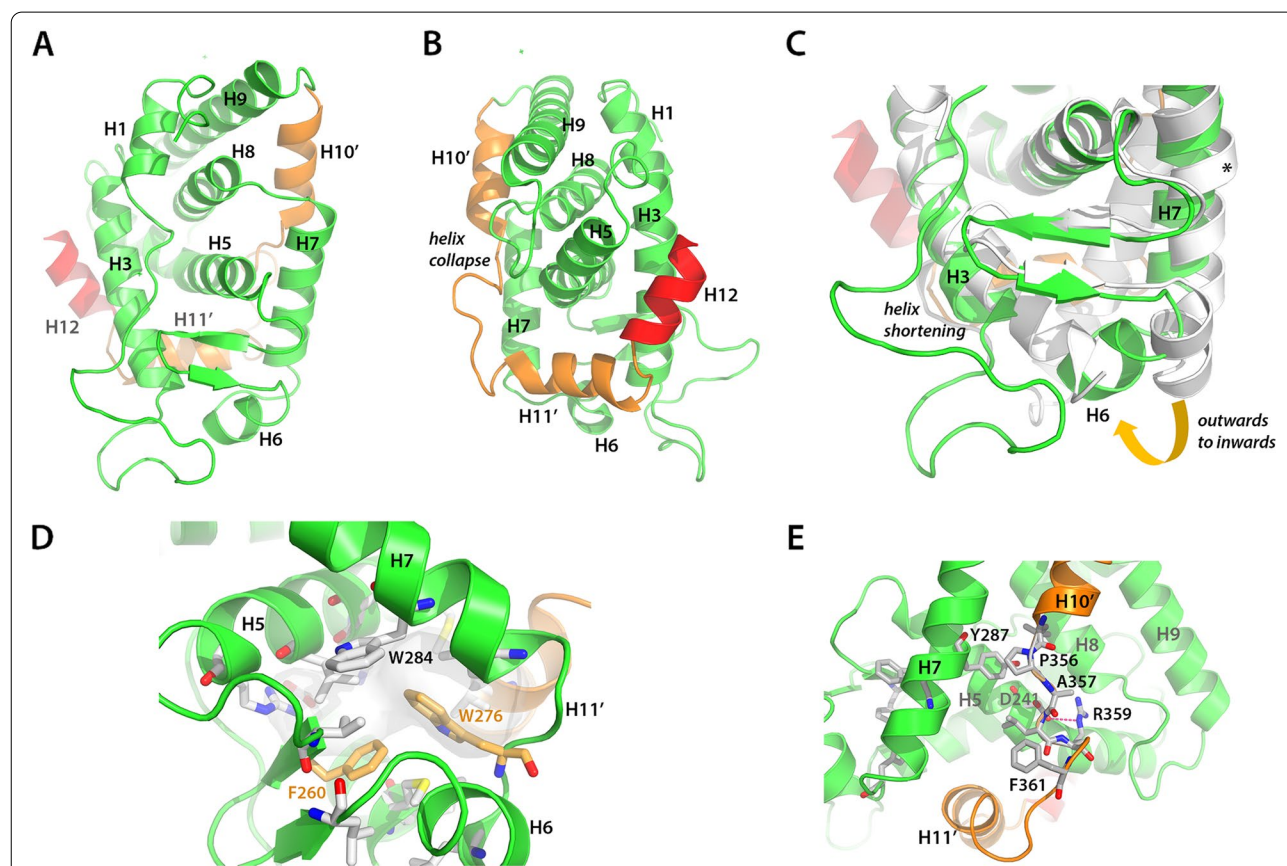 A
H9
H1
H8
H10’
H5
H7
H3
H12
H11’
H6
B
H1
H9
H10’
H8
H3
H5
helix
collapse
H12
H7
H11’
H6
C
*
H7
H3
helix
shortening
H6
outwards
to inwards
D
H7
H5
W284
W276
H11’
F260
H6
E
H10’
Y287
H8
H9
H7
P356
A357
H5
D241
R359
F361
H11’